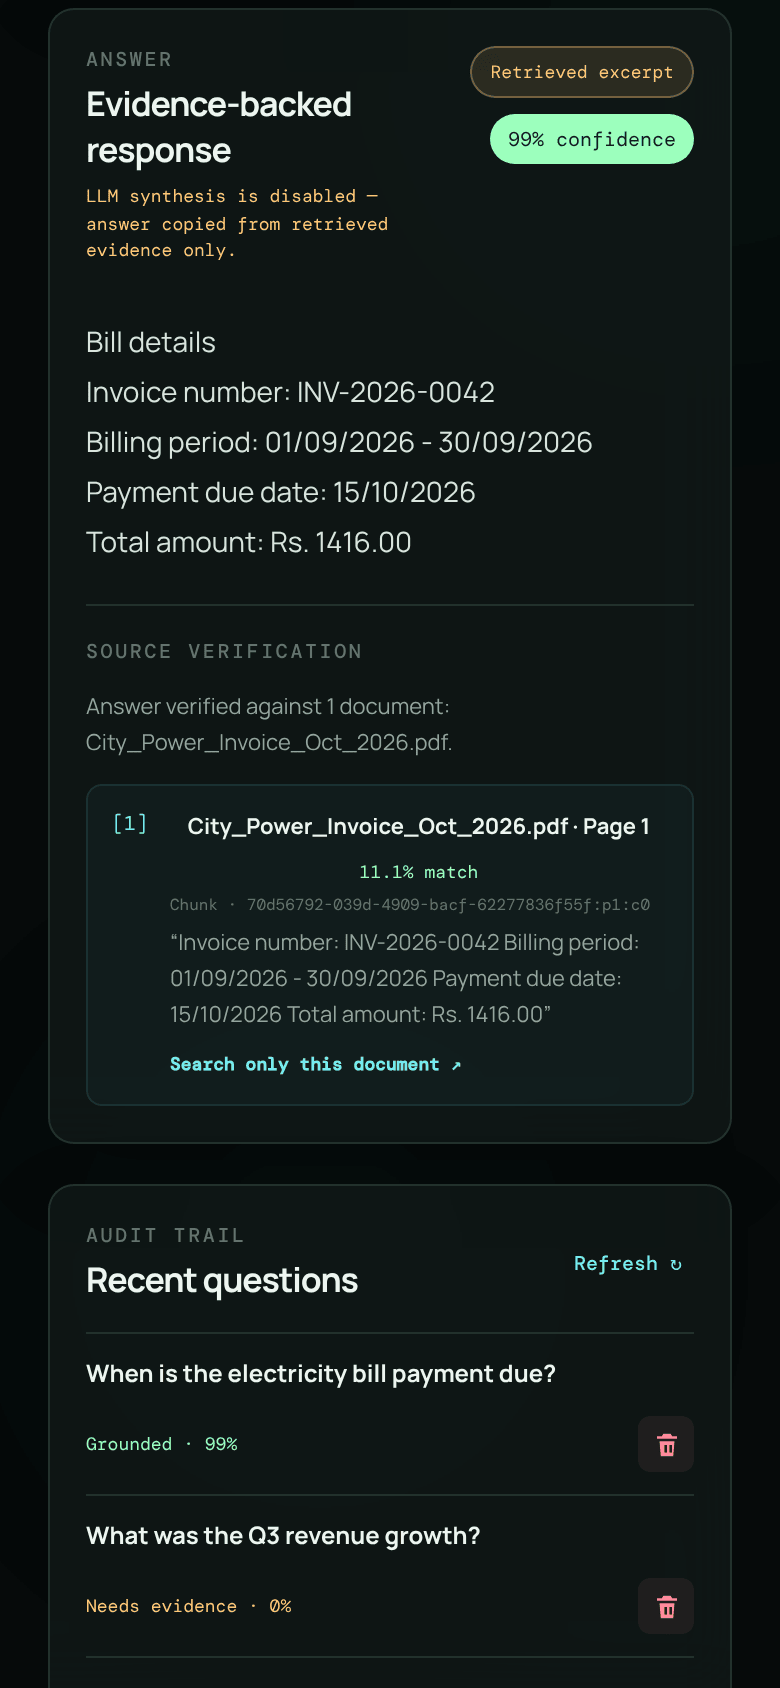 ANSWER
Evidence-backed
response
Retrieved excerpt
99% confidence
LLM synthesis is disabled —
answer copied from retrieved
evidence only.
Bill details
Invoice number: INV-2026-0042
Billing period: 01/09/2026 - 30/09/2026
Payment due date: 15/10/2026
Total amount: Rs. 1416.00
SOURCE VERIFICATION
Answer verified against 1 document:
City_Power_Invoice_Oct_2026.pdf.
[1] City_Power_Invoice_Oct_2026.pdf · Page 1
11.1% match
Chunk · 70d56792-039d-4909-bacf-62277836f55f:p1:c0
“Invoice number: INV-2026-0042 Billing period:
01/09/2026 - 30/09/2026 Payment due date:
15/10/2026 Total amount: Rs. 1416.00”
Search only this document ↗
AUDIT TRAIL
Recent questions
Refresh ↻
When is the electricity bill payment due?
Grounded · 99%
What was the Q3 revenue growth?
Needs evidence · 0%